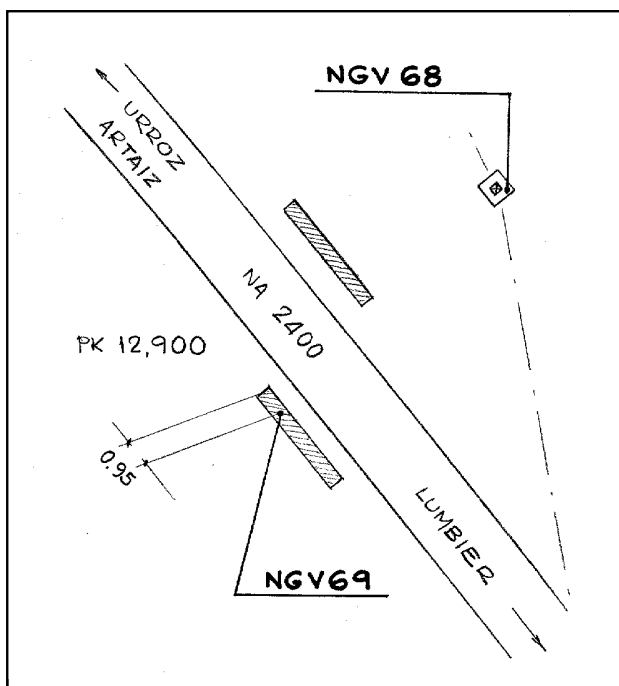 NGV 68
URROZ
ARTAIZ
NA 2400
PK 12,900
0.95
LUMBIER
NGV69